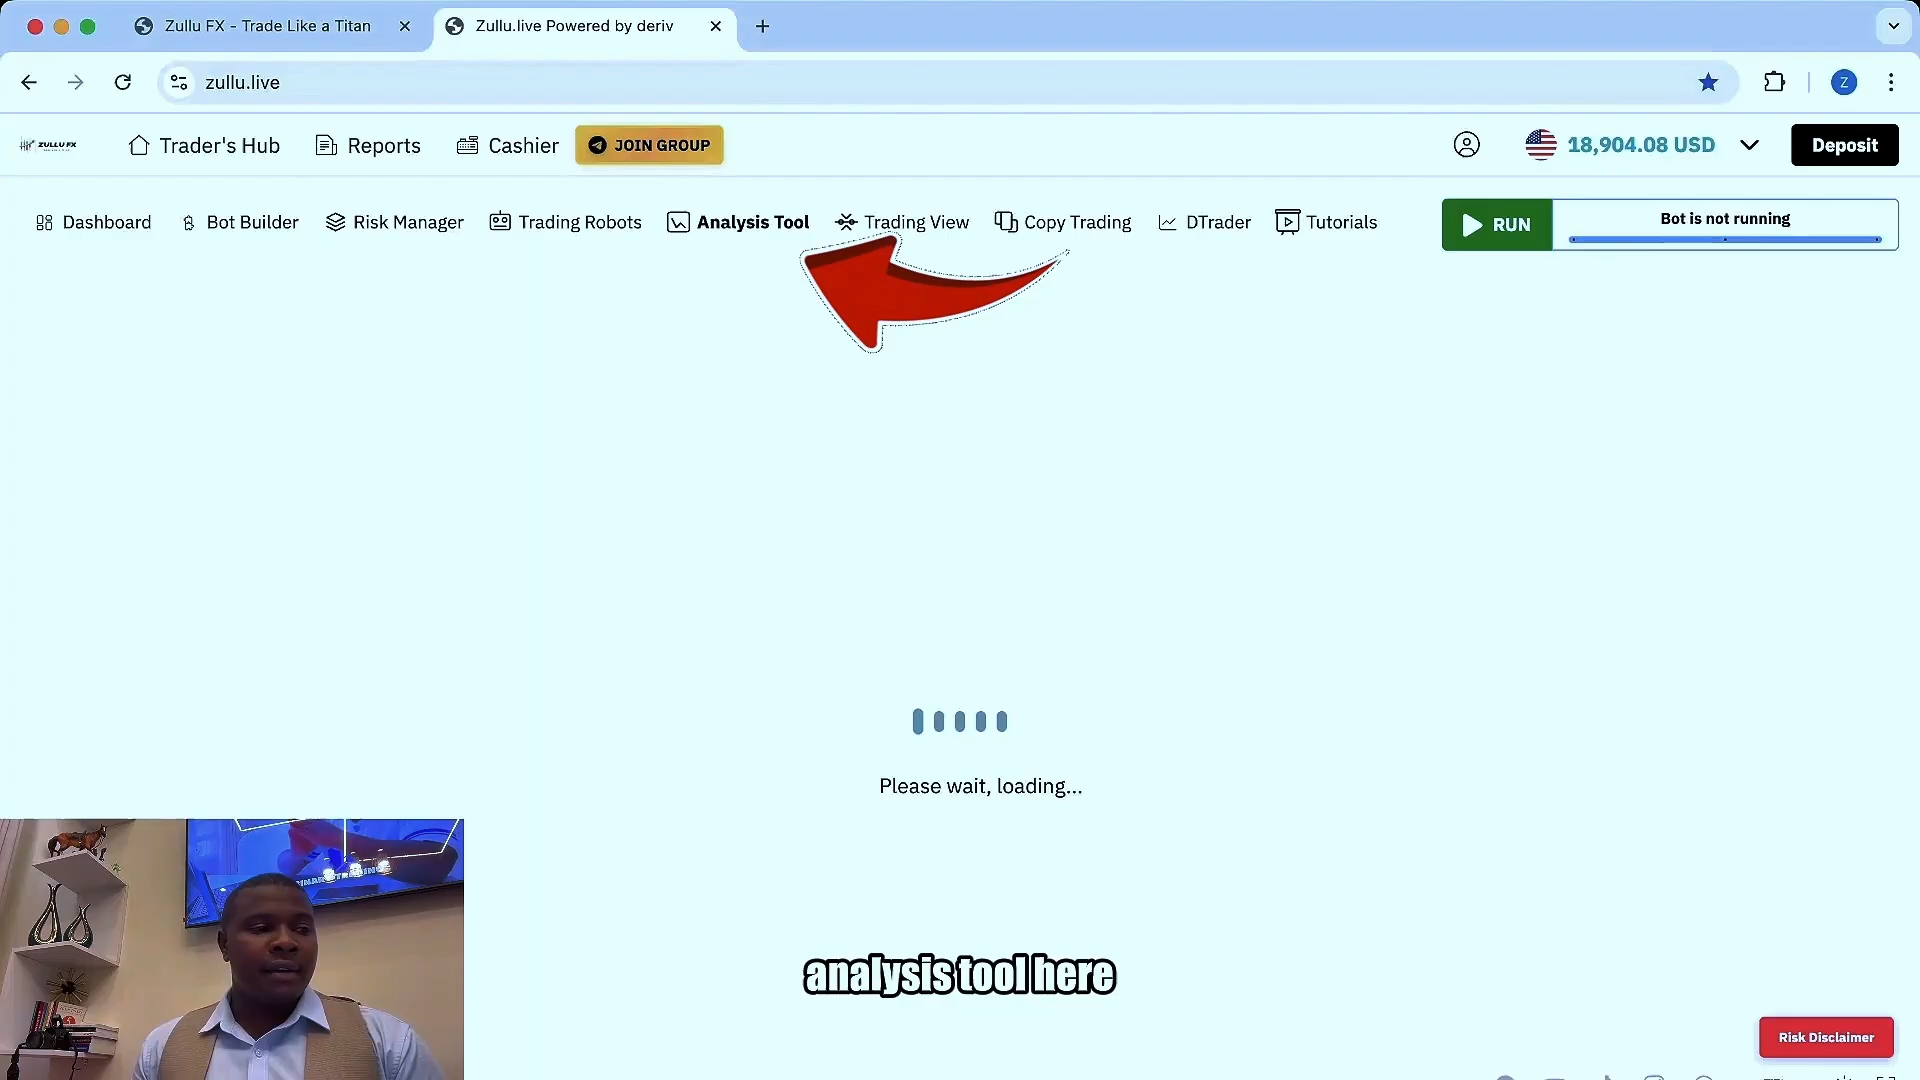 Zullu FX - Trade Like a Titan
Zullu.live Powered by deriv
zullu.live
Z
ZULLU FX
Trader's Hub
Reports
Cashier
JOIN GROUP
18,904.08 USD
Deposit
Dashboard
Bot Builder
Risk Manager
Trading Robots
Analysis Tool
Trading View
Copy Trading
DTrader
Tutorials
RUN
Bot is not running
Please wait, loading...
analysis tool here
Risk Disclaimer